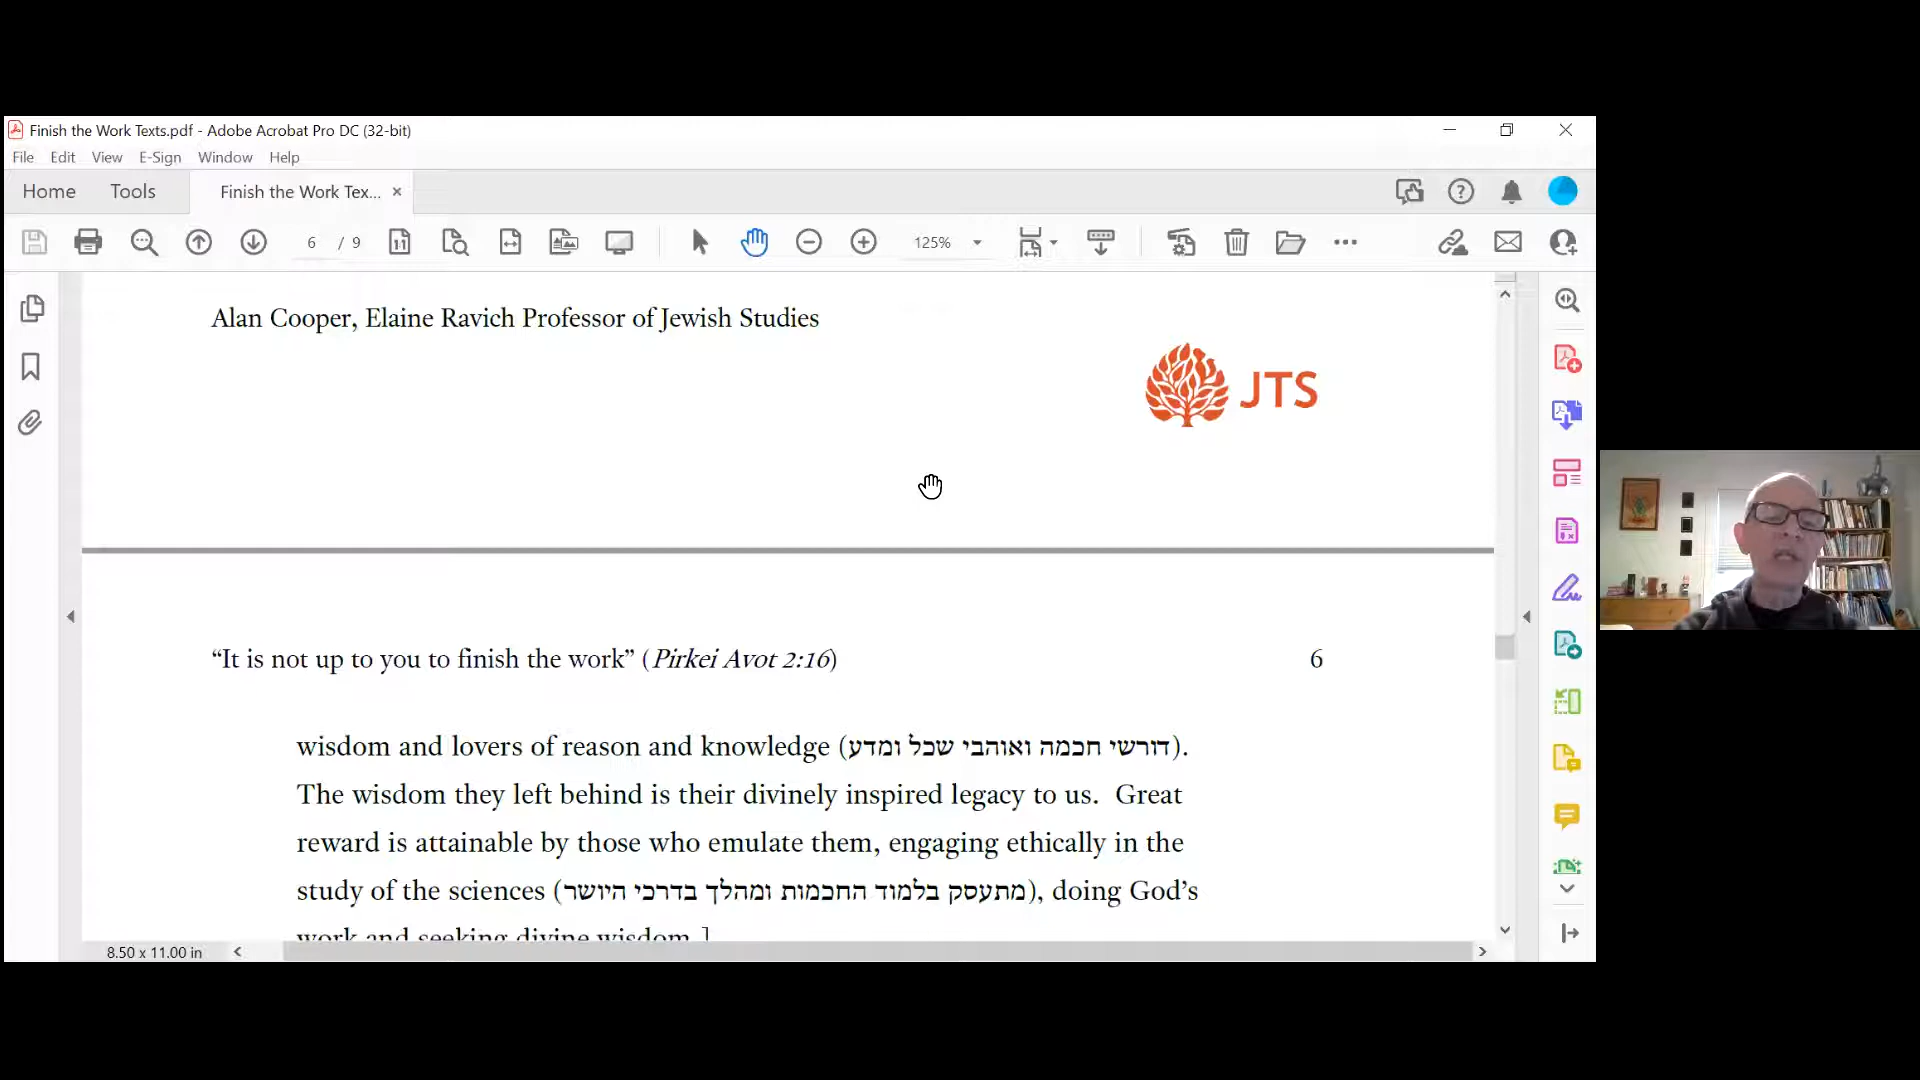 Finish the Work Texts.pdf - Adobe Acrobat Pro DC (32-bit)
File Edit View E-Sign Window Help
Home Tools Finish the Work Tex... ×
6 / 9 125%
Alan Cooper, Elaine Ravich Professor of Jewish Studies
JTS
“It is not up to you to finish the work” (Pirkei Avot 2:16) 6
wisdom and lovers of reason and knowledge (דורשי חכמה ואוהבי שכל ומדע).
The wisdom they left behind is their divinely inspired legacy to us. Great
reward is attainable by those who emulate them, engaging ethically in the
study of the sciences (מתעסק בלמוד החכמות ומהלך בדרכי היושר), doing God’s
work and seeking divine wisdom.]
8.50 x 11.00 in